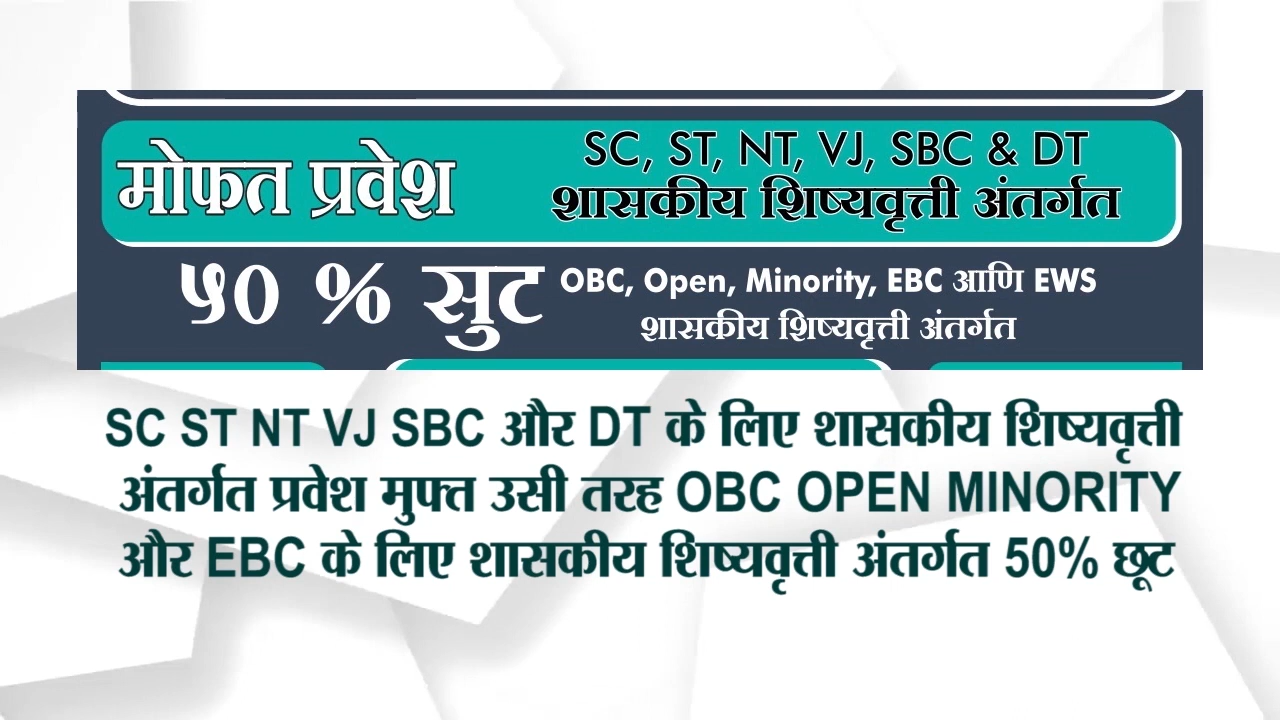 मोफत प्रवेश
SC, ST, NT, VJ, SBC & DT
शासकीय शिष्यवृत्ती अंतर्गत
५० % सुट
OBC, Open, Minority, EBC आणि EWS
शासकीय शिष्यवृत्ती अंतर्गत
SC ST NT VJ SBC और DT के लिए शासकीय शिष्यवृत्ती
अंतर्गत प्रवेश मुफ्त उसी तरह OBC OPEN MINORITY
और EBC के लिए शासकीय शिष्यवृत्ती अंतर्गत 50% छूट